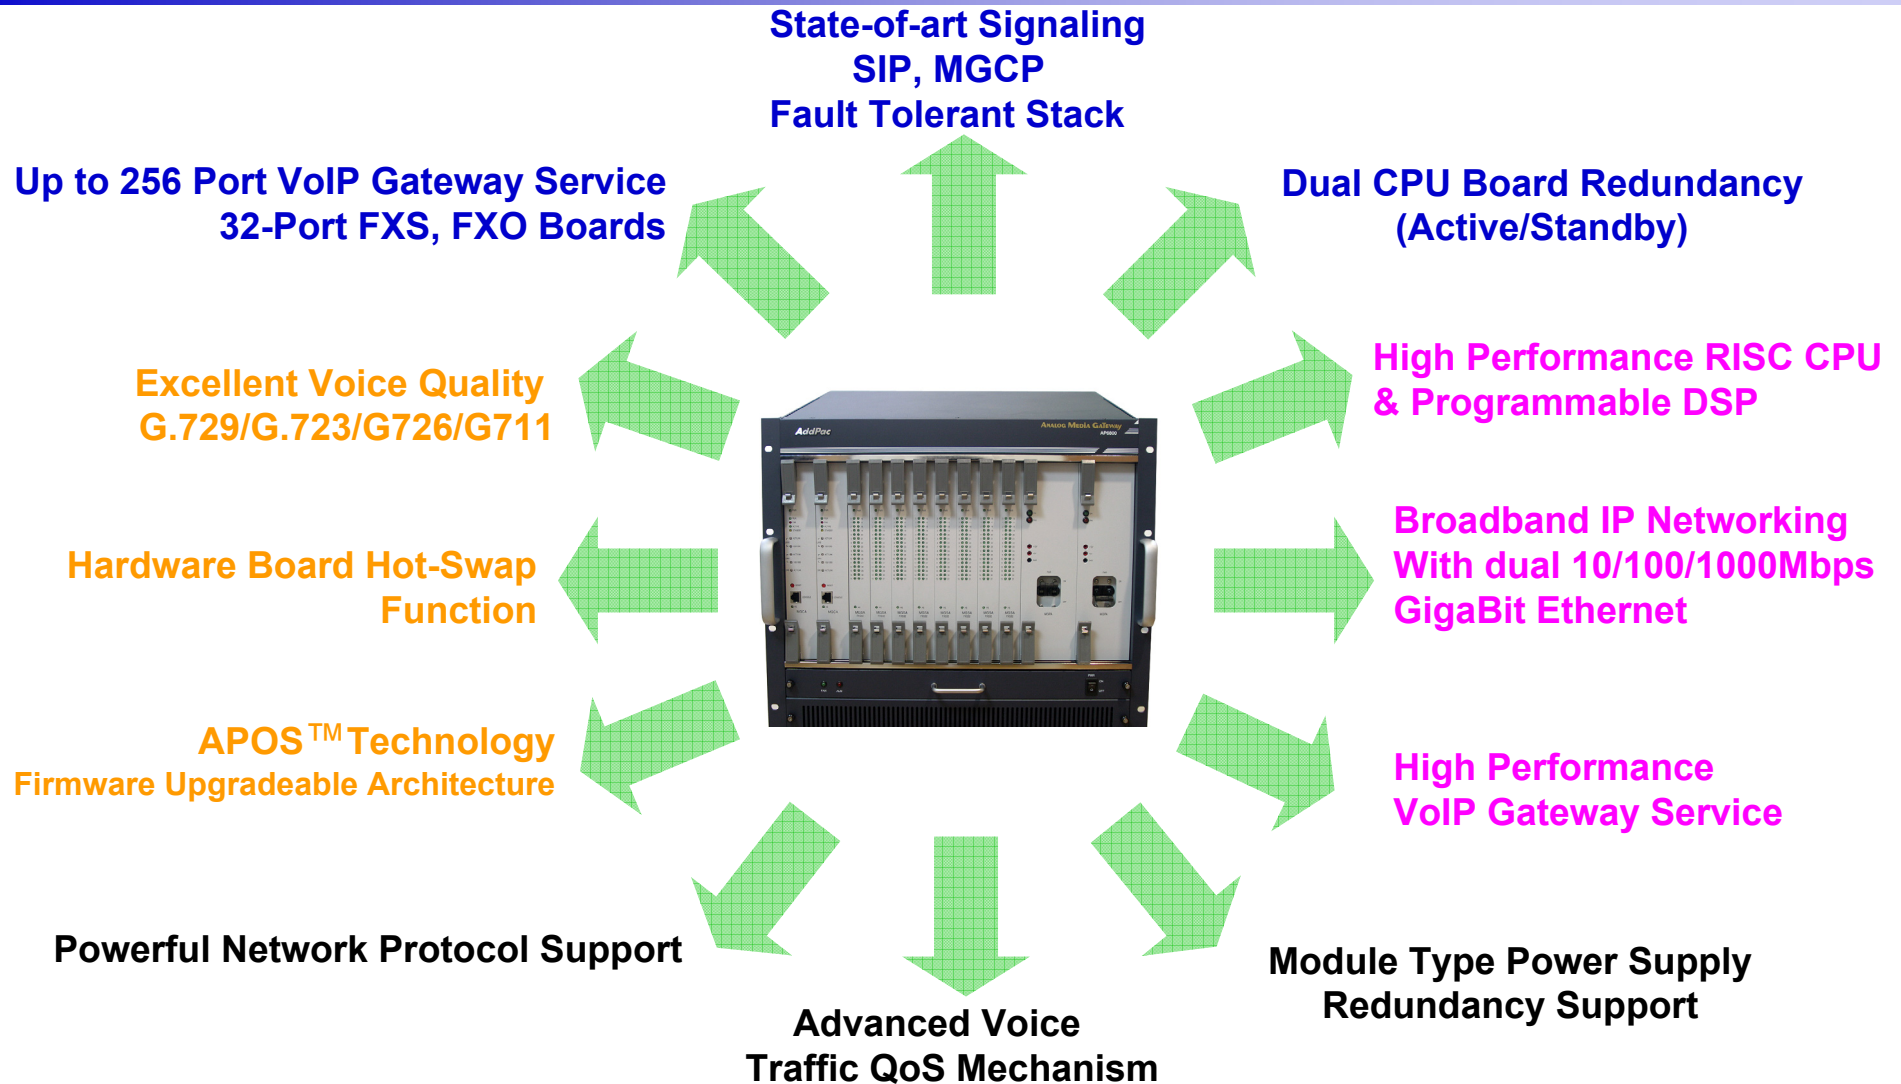 State-of-art Signaling
SIP, MGCP
Fault Tolerant Stack
Up to 256 Port VoIP Gateway Service
32-Port FXS, FXO Boards
Dual CPU Board Redundancy
(Active/Standby)
Excellent Voice Quality
G.729/G.723/G726/G711
High Performance RISC CPU
& Programmable DSP
AddPac
Analog Media Gateway
Hardware Board Hot-Swap
Function
Broadband IP Networking
With dual 10/100/1000Mbps
GigaBit Ethernet
APOS™Technology
Firmware Upgradeable Architecture
High Performance
VoIP Gateway Service
Powerful Network Protocol Support
Module Type Power Supply
Redundancy Support
Advanced Voice
Traffic QoS Mechanism